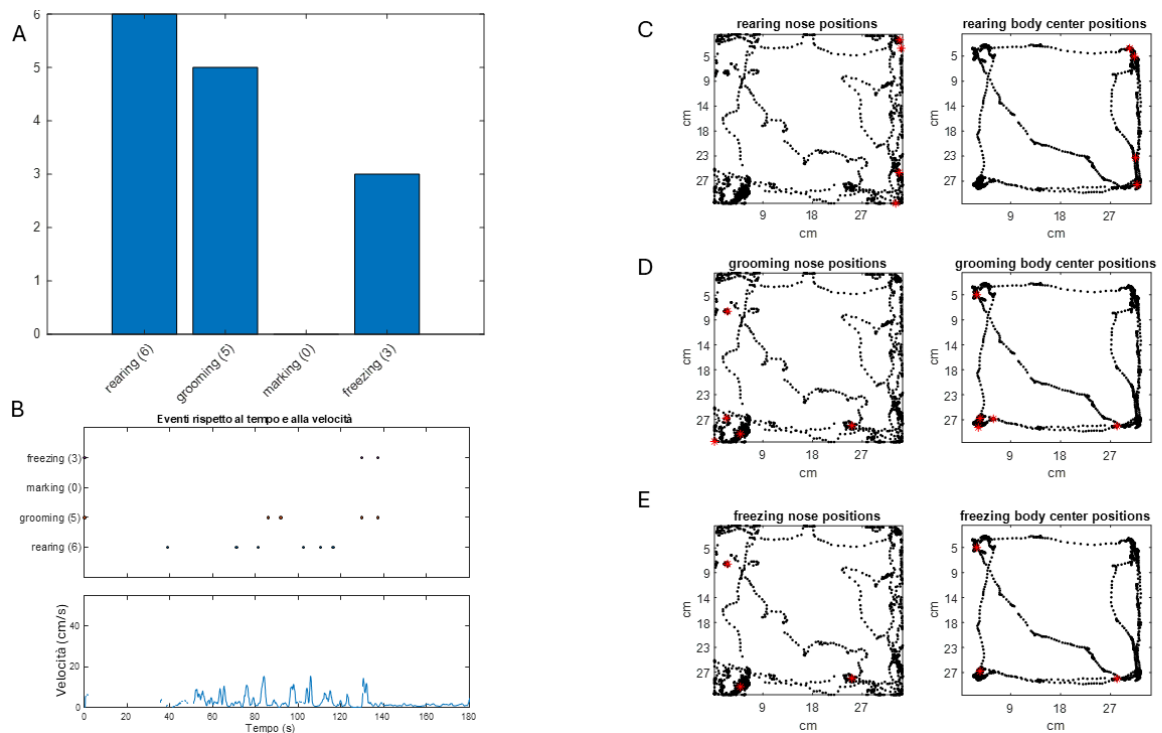 A
6
5
4
3
2
1
0
rearing (6)
grooming (5)
marking (0)
freezing (3)
B
Eventi rispetto al tempo e alla velocità
freezing (3)
marking (0)
grooming (5)
rearing (6)
Velocità (cm/s)
40
20
0
0 20 40 60 80 100 120 140 160 180
Tempo (s)
C
rearing nose positions
cm
5
9
14
18
23
27
9 18 27
cm
rearing body center positions
cm
5
9
14
18
23
27
9 18 27
cm
D
grooming nose positions
cm
5
9
14
18
23
27
9 18 27
cm
grooming body center positions
cm
5
9
14
18
23
27
9 18 27
cm
E
freezing nose positions
cm
5
9
14
18
23
27
9 18 27
cm
freezing body center positions
cm
5
9
14
18
23
27
9 18 27
cm